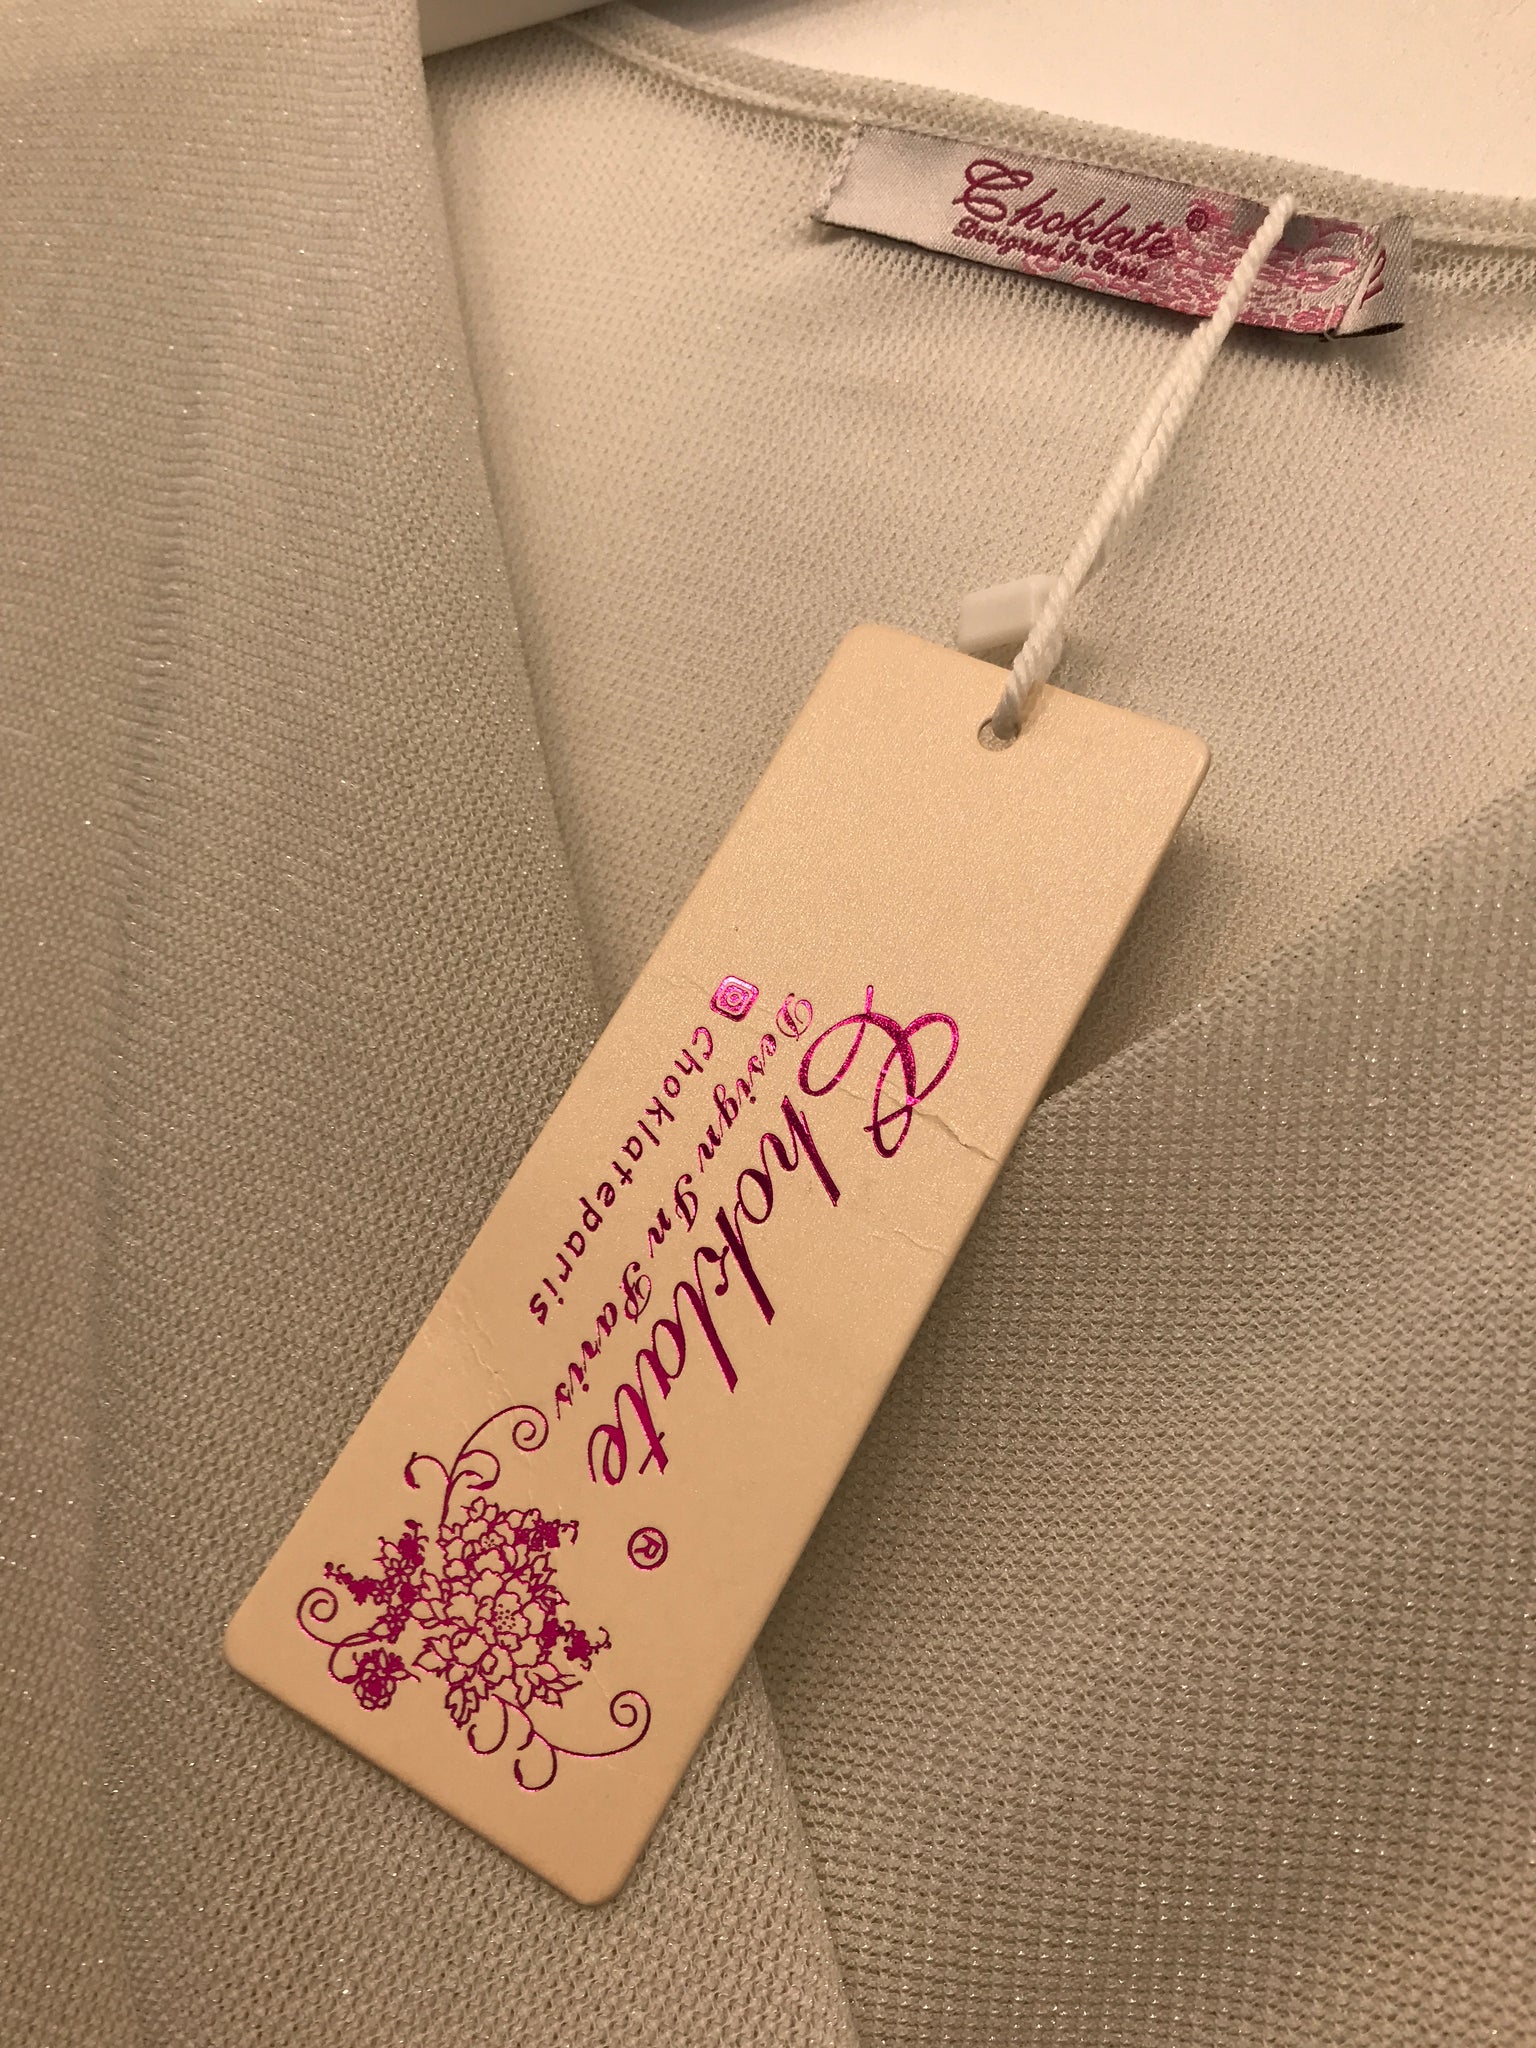 Choklate ®
Designed In Paris
Choklate ®
Design In Paris
Choklateparis